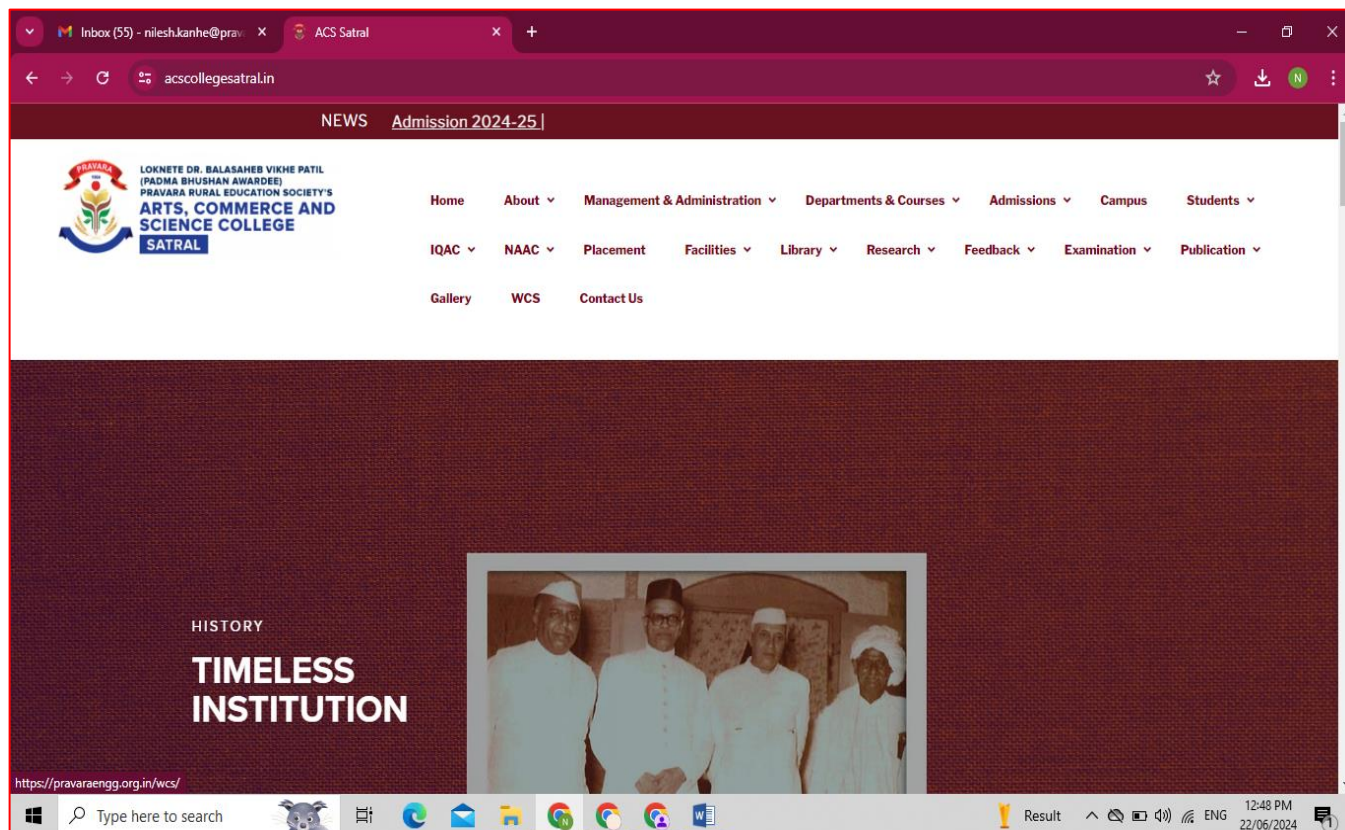 Inbox (55) - nilesh.kanhe@prav
ACS Satral
acscollegesatral.in
N
NEWS Admission 2024-25 |
PRAVARA
LOKNETE DR. BALASAHEB VIKHE PATIL
(PADMA BHUSHAN AWARDEE)
PRAVARA RURAL EDUCATION SOCIETY'S
ARTS, COMMERCE AND
SCIENCE COLLEGE
SATRAL
Home About Management & Administration Departments & Courses Admissions Campus Students
IQAC NAAC Placement Facilities Library Research Feedback Examination Publication
Gallery WCS Contact Us
HISTORY
TIMELESS
INSTITUTION
https://pravaraengg.org.in/wcs/
Type here to search
Result
ENG
12:48 PM
22/06/2024